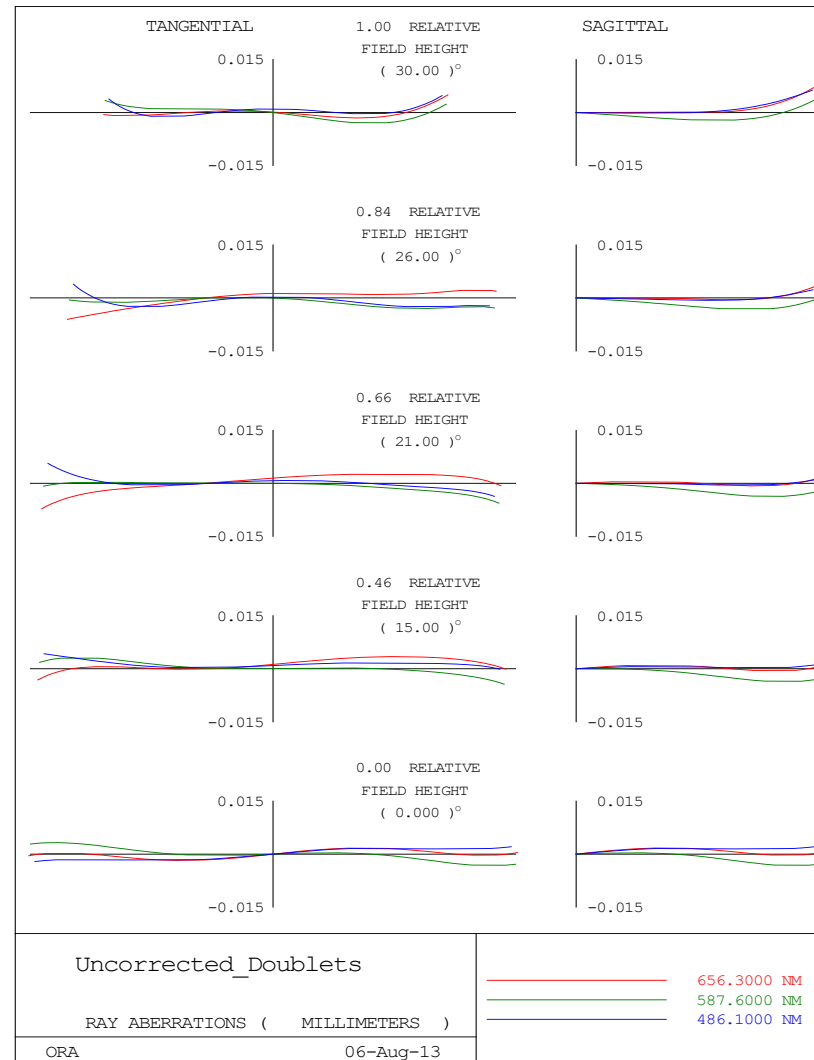 TANGENTIAL 1.00 RELATIVE SAGITTAL
FIELD HEIGHT
0.015 ( 30.00 )° 0.015
-0.015 -0.015
0.84 RELATIVE
FIELD HEIGHT
0.015 ( 26.00 )° 0.015
-0.015 -0.015
0.66 RELATIVE
FIELD HEIGHT
0.015 ( 21.00 )° 0.015
-0.015 -0.015
0.46 RELATIVE
FIELD HEIGHT
0.015 ( 15.00 )° 0.015
-0.015 -0.015
0.00 RELATIVE
FIELD HEIGHT
0.015 ( 0.000 )° 0.015
-0.015 -0.015
Uncorrected_Doublets
RAY ABERRATIONS ( MILLIMETERS )
ORA 06-Aug-13
656.3000 NM
587.6000 NM
486.1000 NM